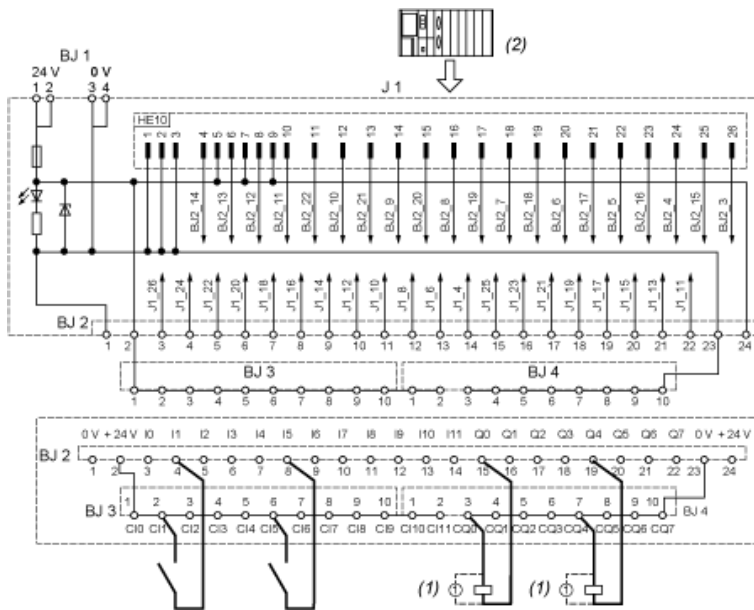 (2)
BJ 1
24 V 0 V
1 2 3 4
J 1
HE10
1 2 3 4 5 6 7 8 9 10 11 12 13 14 15 16 17 18 19 20 21 22 23 24 25 26
BJ2_14 BJ2_13 BJ2_12 BJ2_11 BJ2_22 BJ2_10 BJ2_21 BJ2_9 BJ2_20 BJ2_8 BJ2_19 BJ2_7 BJ2_18 BJ2_6 BJ2_17 BJ2_5 BJ2_16 BJ2_4 BJ2_15 BJ2_3
J1_26 J1_24 J1_22 J1_20 J1_18 J1_16 J1_14 J1_12 J1_10 J1_8 J1_6 J1_4 J1_25 J1_23 J1_21 J1_19 J1_17 J1_15 J1_13 J1_11
BJ 2
1 2 3 4 5 6 7 8 9 10 11 12 13 14 15 16 17 18 19 20 21 22 23 24
BJ 3 BJ 4
1 2 3 4 5 6 7 8 9 10 1 2 3 4 5 6 7 8 9 10
0 V +24V I0 I1 I2 I3 I4 I5 I6 I7 I8 I9 I10 I11 Q0 Q1 Q2 Q3 Q4 Q5 Q6 Q7 0 V +24 V
BJ 2
1 2 3 4 5 6 7 8 9 10 11 12 13 14 15 16 17 18 19 20 21 22 23 24
1 2 3 4 5 6 7 8 9 10 1 2 3 4 5 6 7 8 9 10
BJ 3 BJ 4
CI0 CI1 CI2 CI3 CI4 CI5 CI6 CI7 CI8 CI9 CI10 CI11 CQ0 CQ1 CQ2 CQ3 CQ4 CQ5 CQ6 CQ7
(1) 1 (1) 1